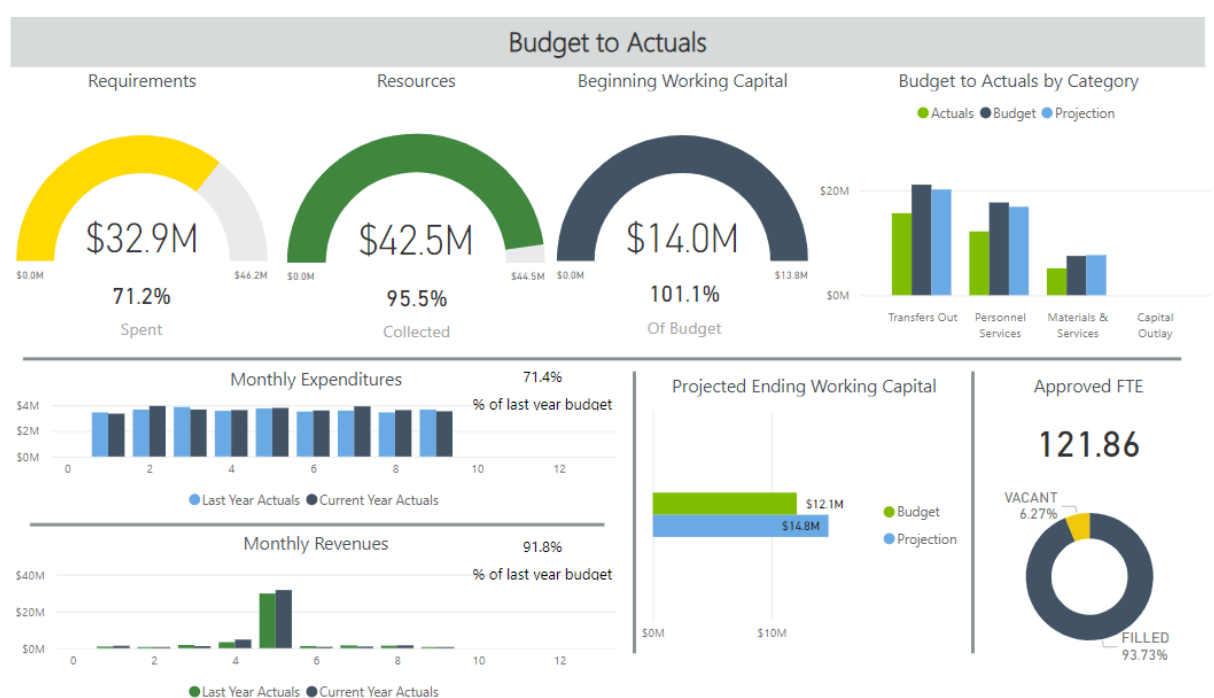 Budget to Actuals
Requirements
$32.9M
$0.0M
$46.2M
71.2%
Spent
Resources
$42.5M
$0.0M
$44.5M
95.5%
Collected
Beginning Working Capital
$14.0M
$0.0M
$13.8M
101.1%
Of Budget
Budget to Actuals by Category
Actuals Budget Projection
$20M
$0M
Transfers Out
Personnel
Services
Materials &
Services
Capital
Outlay
Monthly Expenditures
71.4%
% of last year budget
$4M
$2M
$0M
0 2 4 6 8 10 12
Last Year Actuals Current Year Actuals
Monthly Revenues
91.8%
% of last year budget
$40M
$20M
$0M
0 2 4 6 8 10 12
Last Year Actuals Current Year Actuals
Projected Ending Working Capital
$12.1M
$14.8M
Budget
Projection
$0M $10M
Approved FTE
121.86
VACANT
6.27%
FILLED
93.73%